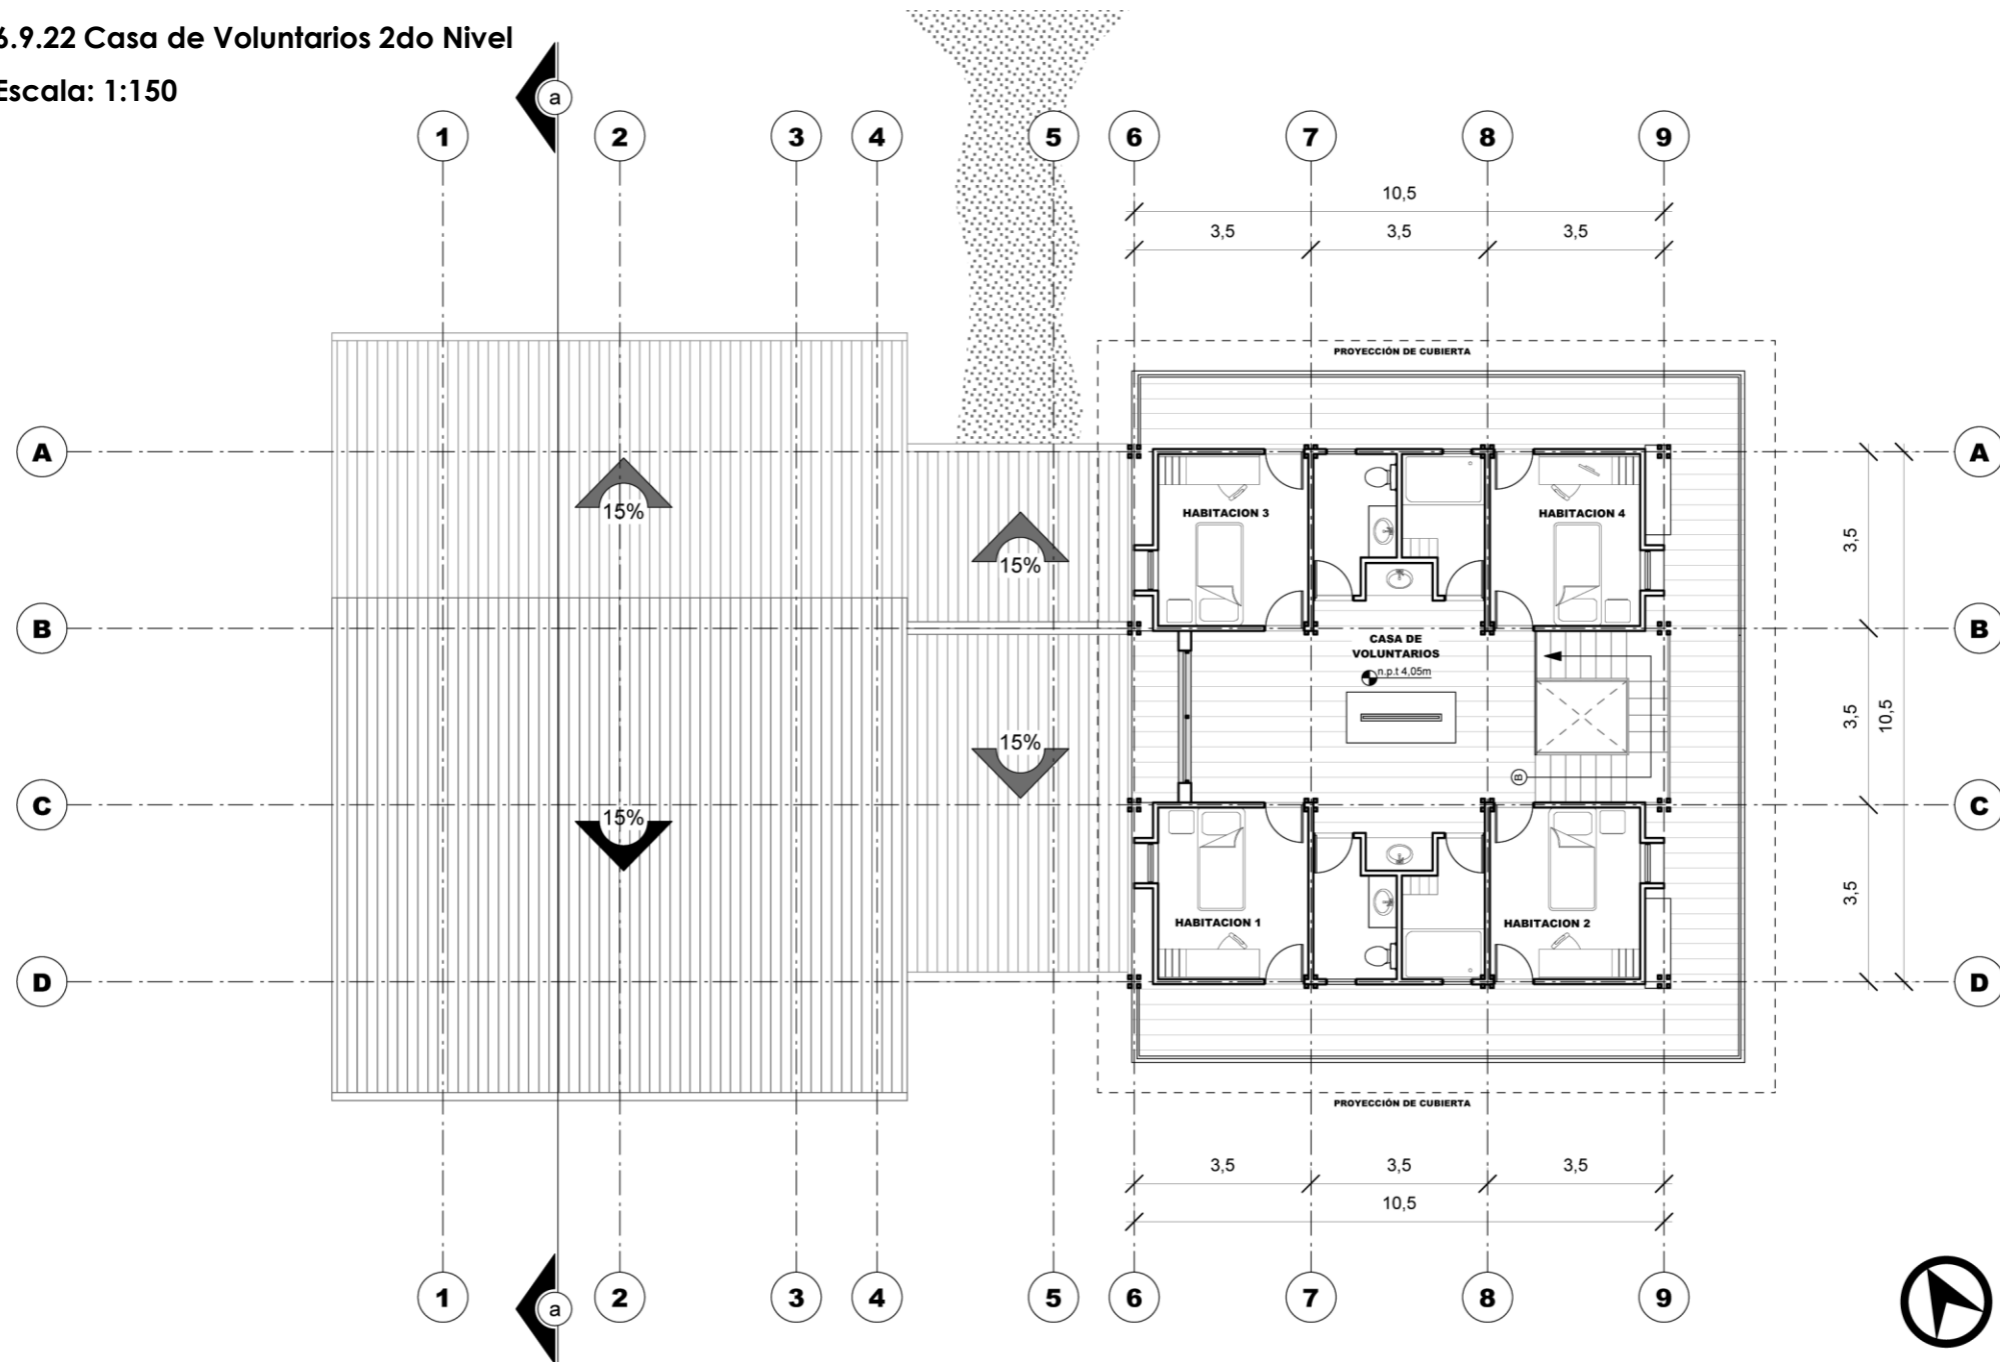 6.9.22 Casa de Voluntarios 2do Nivel
Escala: 1:150
a
1 2 3 4 5 6 7 8 9
10,5
3,5 3,5 3,5
PROYECCIÓN DE CUBIERTA
A A
15%
15%
HABITACION 3 HABITACION 4
3,5
B B
CASA DE
VOLUNTARIOS
n.p.t 4,05m
15%
3,5 10,5
B
C C
15%
3,5
HABITACION 1 HABITACION 2
D D
PROYECCIÓN DE CUBIERTA
3,5 3,5 3,5
10,5
1 2 3 4 5 6 7 8 9
a